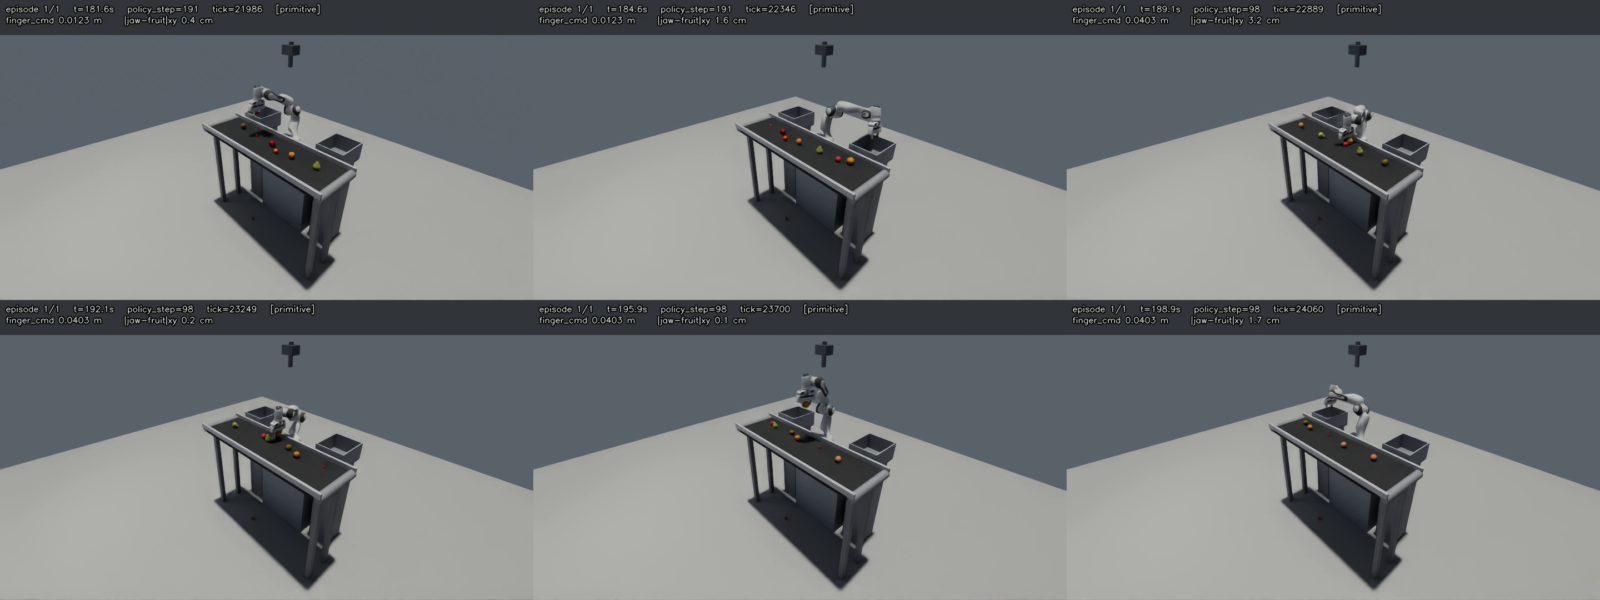 episode 1/1 t=181.6s policy_step=191 tick=21986 [primitive]
finger_cmd 0.0123 m |jaw-fruit|xy 0.4 cm
episode 1/1 t=184.6s policy_step=191 tick=22346 [primitive]
finger_cmd 0.0123 m |jaw-fruit|xy 1.6 cm
episode 1/1 t=189.1s policy_step=98 tick=22889 [primitive]
finger_cmd 0.0403 m |jaw-fruit|xy 3.2 cm
episode 1/1 t=192.1s policy_step=98 tick=23249 [primitive]
finger_cmd 0.0403 m |jaw-fruit|xy 0.2 cm
episode 1/1 t=195.9s policy_step=98 tick=23700 [primitive]
finger_cmd 0.0403 m |jaw-fruit|xy 0.1 cm
episode 1/1 t=198.9s policy_step=98 tick=24060 [primitive]
finger_cmd 0.0403 m |jaw-fruit|xy 1.7 cm